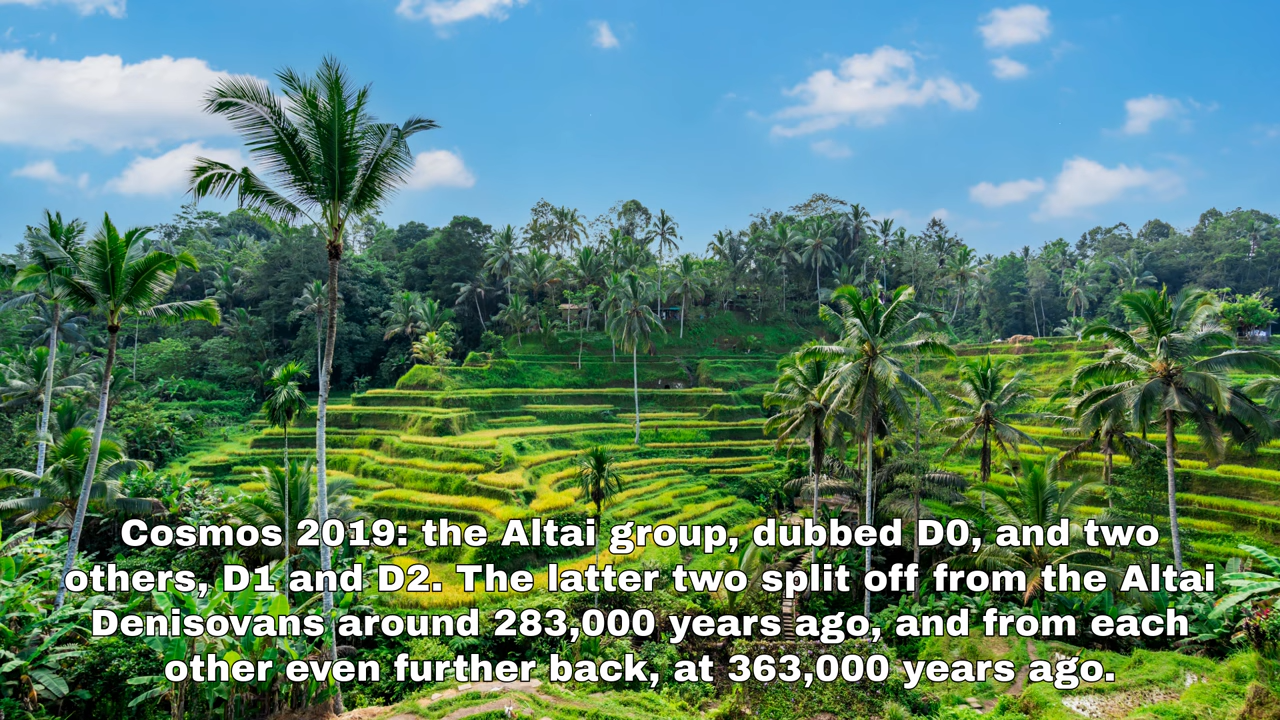 Cosmos 2019: the Altai group, dubbed D0, and two
others, D1 and D2. The latter two split off from the Altai
Denisovans around 283,000 years ago, and from each
other even further back, at 363,000 years ago.